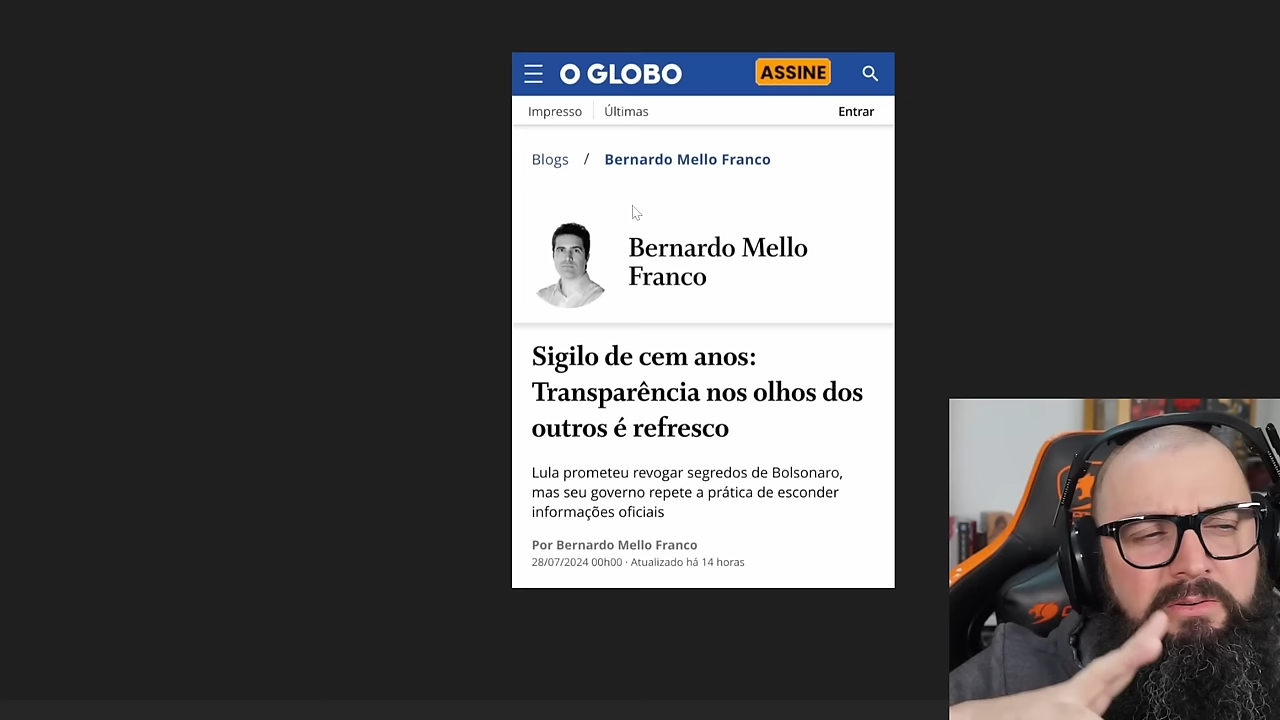 O GLOBO
ASSINE
Impresso
Últimas
Entrar
Blogs / Bernardo Mello Franco
Bernardo Mello
Franco
Sigilo de cem anos:
Transparência nos olhos dos
outros é refresco
Lula prometeu revogar segredos de Bolsonaro,
mas seu governo repete a prática de esconder
informações oficiais
Por Bernardo Mello Franco
28/07/2024 00h00 · Atualizado há 14 horas